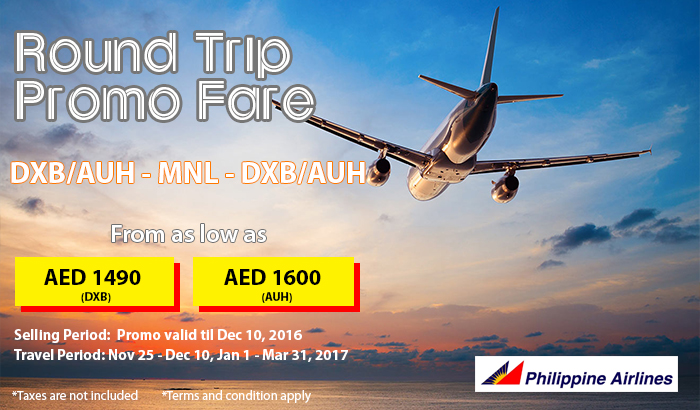 Round Trip
Promo Fare
DXB/AUH - MNL - DXB/AUH
From as low as
AED 1490
(DXB)
AED 1600
(AUH)
Selling Period:  Promo valid til Dec 10, 2016
Travel Period: Nov 25 - Dec 10, Jan 1 - Mar 31, 2017
Philippine Airlines
*Taxes are not included
*Terms and condition apply